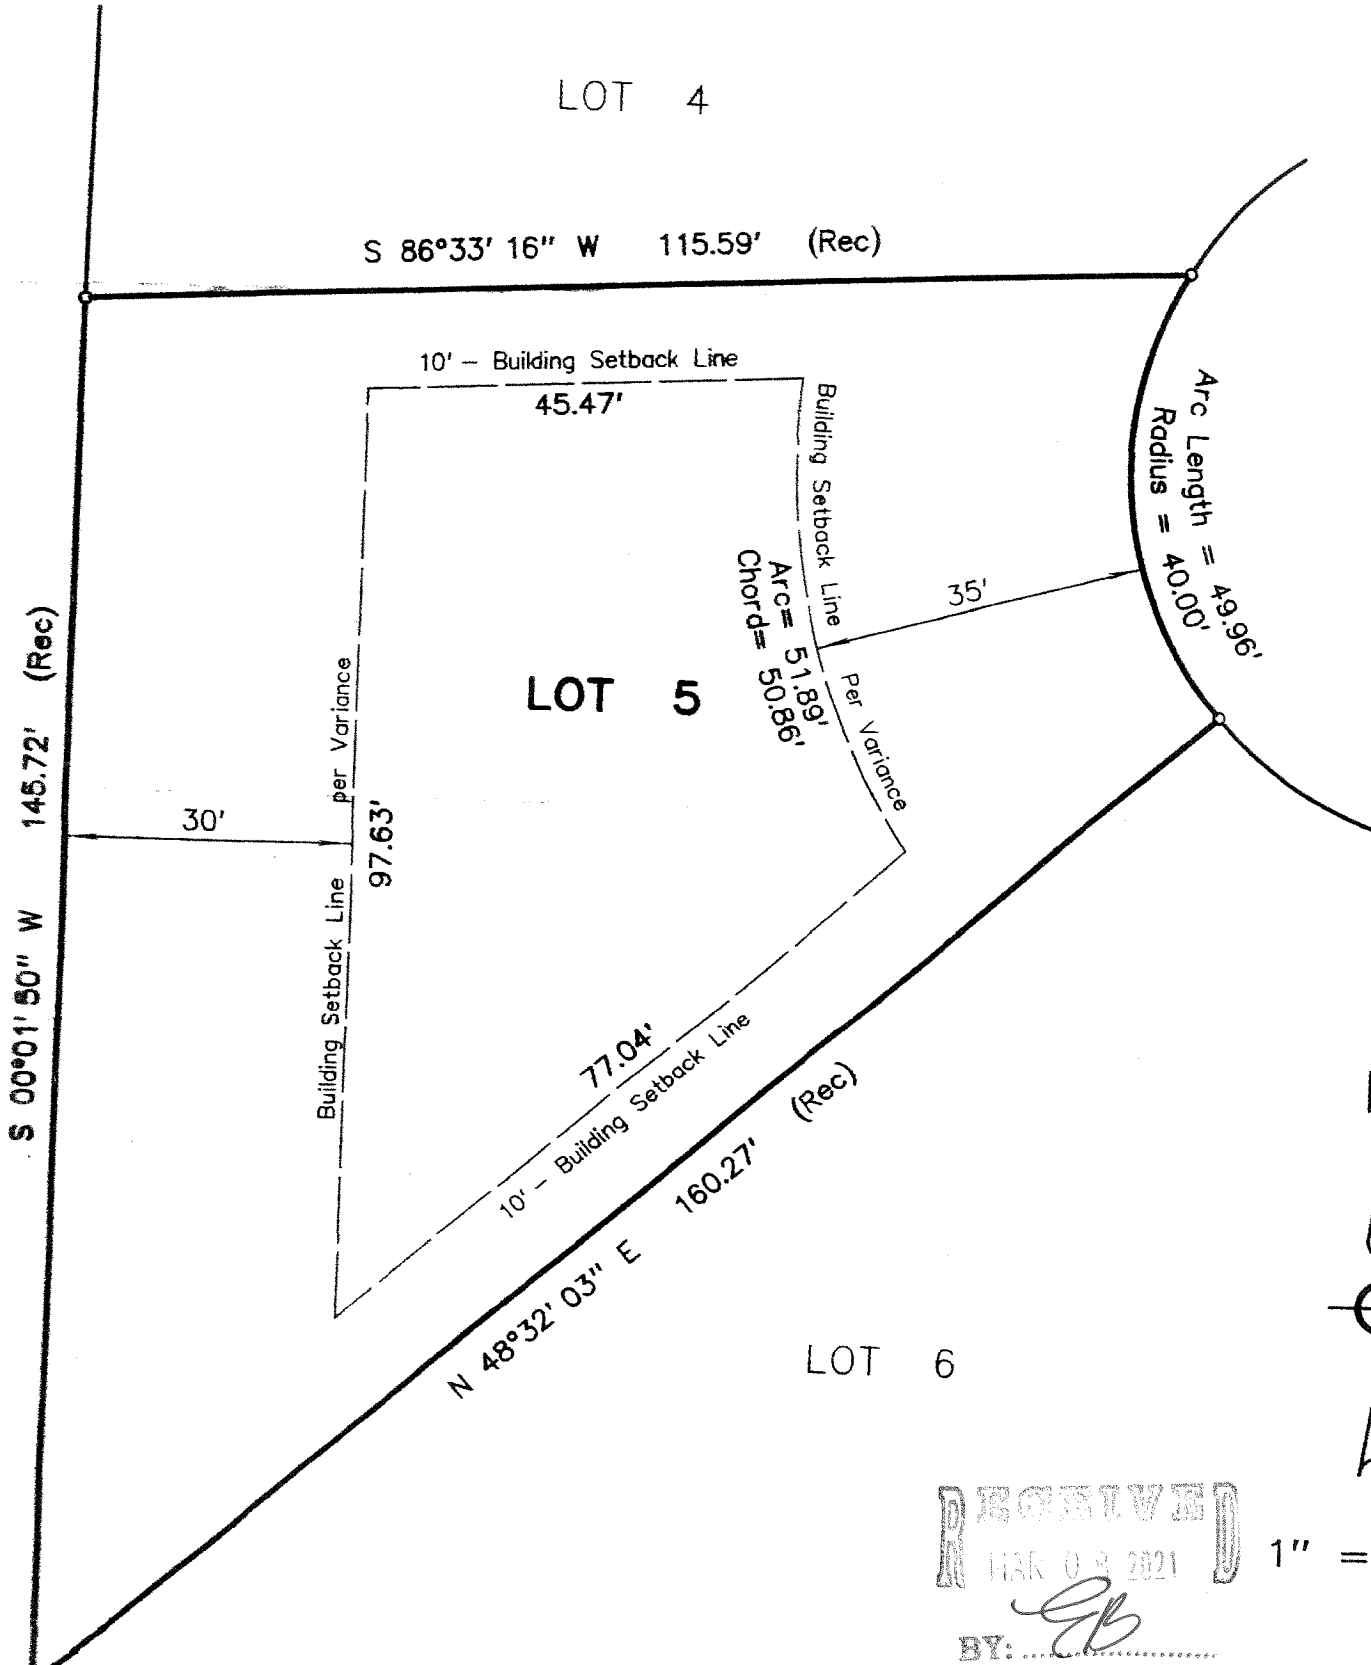 LOT 4
S 86°33' 16" W 115.59' (Rec)
10' - Building Setback Line
45.47'
Building Setback Line Per Variance
Arc Length = 49.96'
Radius = 40.00'
Arc= 51.89'
Chord= 50.86'
35'
LOT 5
S 00°01' 50" W 145.72' (Rec)
30'
Building Setback Line per Variance
97.63'
77.04'
10' - Building Setback Line
N 48°32' 03" E 160.27' (Rec)
LOT 6
RECEIVED
MAR 0 2021
BY:
1" =